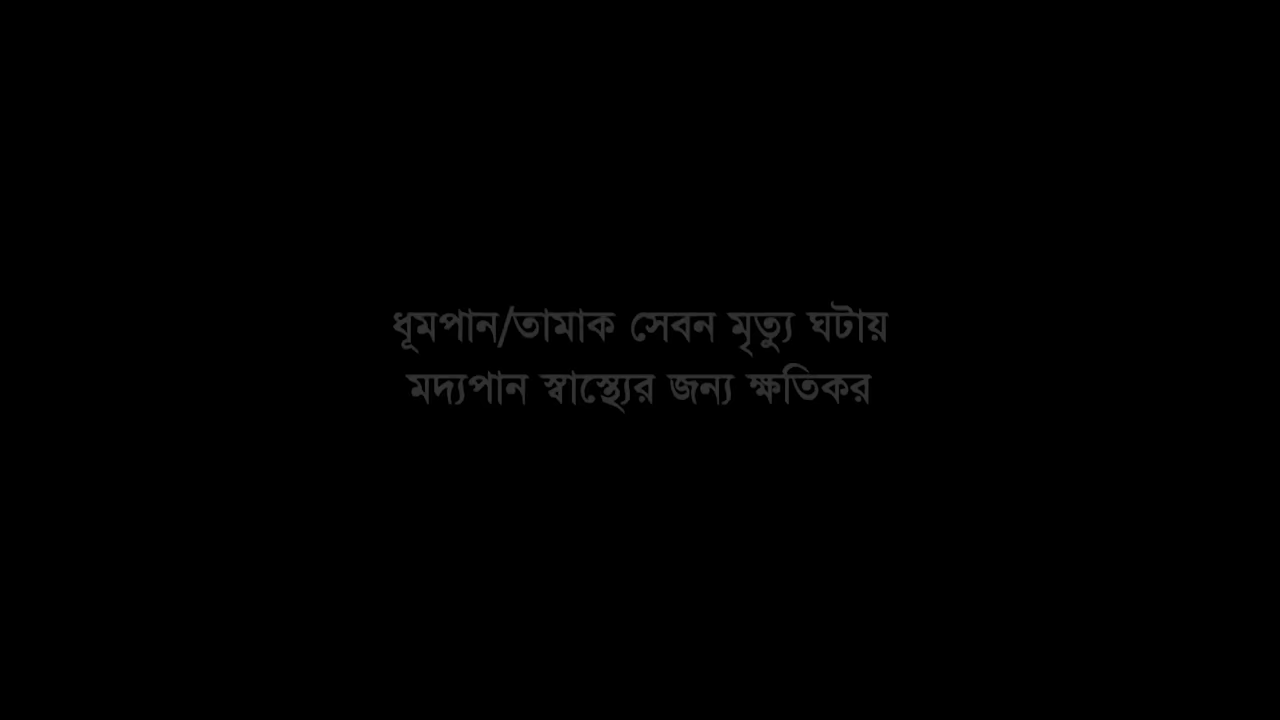 ধূমপান/তামাক সেবন মৃত্যু ঘটায়
মদ্যপান স্বাস্থ্যের জন্য ক্ষতিকর